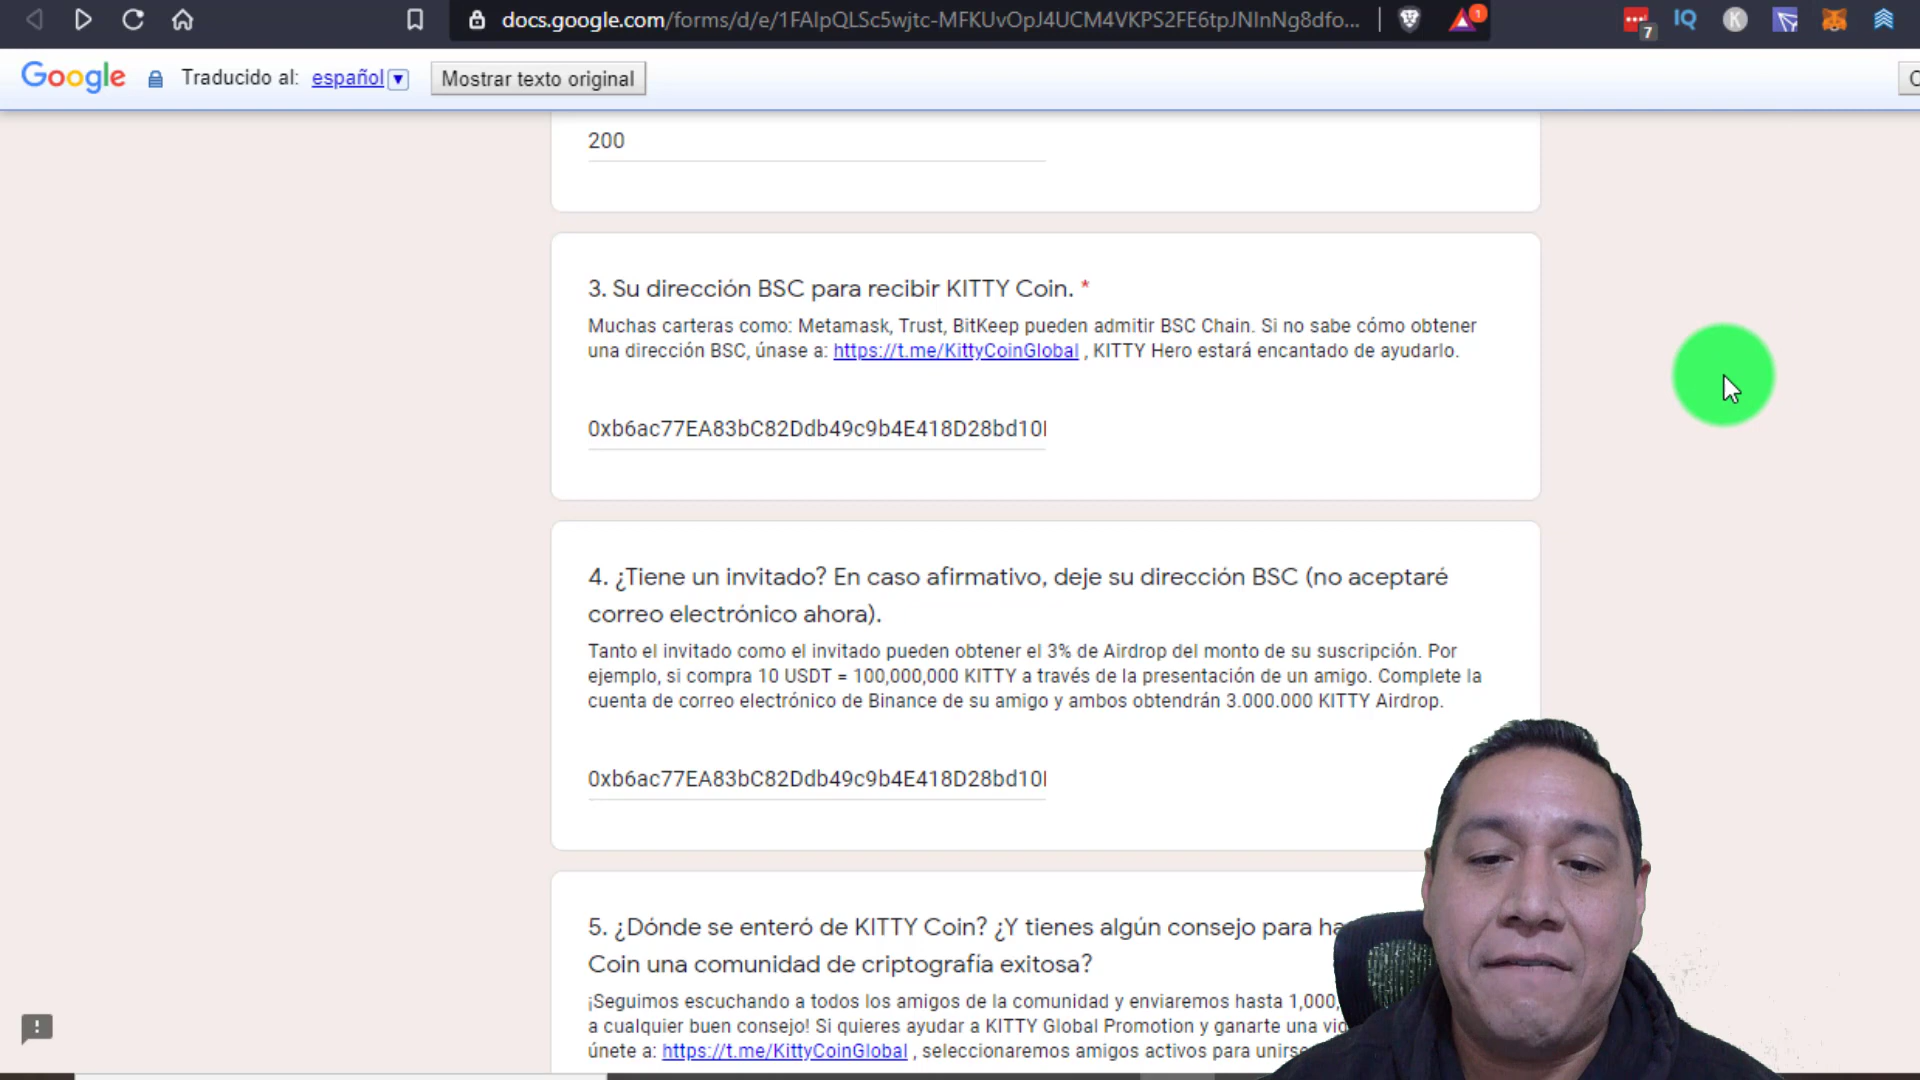 docs.google.com/forms/d/e/1FAIpQLSc5wjtc-MFKUvOpJ4UCM4VKPS2FE6tpJNInNg8dfo...
1
7
IQ
K
Google
Traducido al: español
Mostrar texto original
200
3. Su dirección BSC para recibir KITTY Coin. *
Muchas carteras como: Metamask, Trust, BitKeep pueden admitir BSC Chain. Si no sabe cómo obtener
una dirección BSC, únase a: https://t.me/KittyCoinGlobal , KITTY Hero estará encantado de ayudarlo.
0xb6ac77EA83bC82Ddb49c9b4E418D28bd10
4. ¿Tiene un invitado? En caso afirmativo, deje su dirección BSC (no aceptaré
correo electrónico ahora).
Tanto el invitado como el invitado pueden obtener el 3% de Airdrop del monto de su suscripción. Por
ejemplo, si compra 10 USDT = 100,000,000 KITTY a través de la presentación de un amigo. Complete la
cuenta de correo electrónico de Binance de su amigo y ambos obtendrán 3.000.000 KITTY Airdrop.
0xb6ac77EA83bC82Ddb49c9b4E418D28bd10
5. ¿Dónde se enteró de KITTY Coin? ¿Y tienes algún consejo para
Coin una comunidad de criptografía exitosa?
¡Seguimos escuchando a todos los amigos de la comunidad y enviaremos hasta 1,000,
a cualquier buen consejo! Si quieres ayudar a KITTY Global Promotion y ganarte una
únete a: https://t.me/KittyCoinGlobal , seleccionaremos amigos activos para